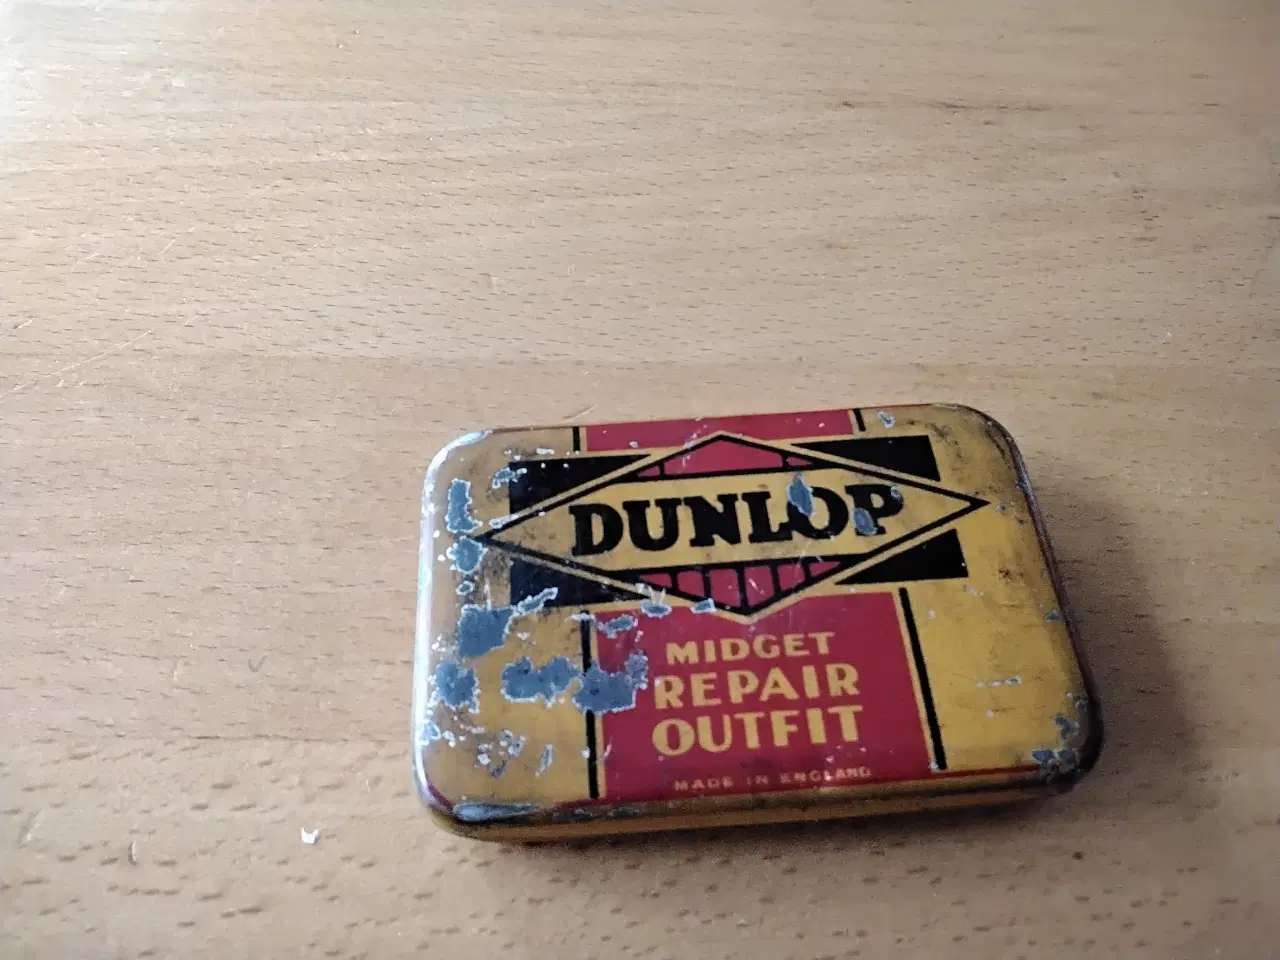 DUNLOP
MIDGET
REPAIR
OUTFIT
MADE IN ENGLAND